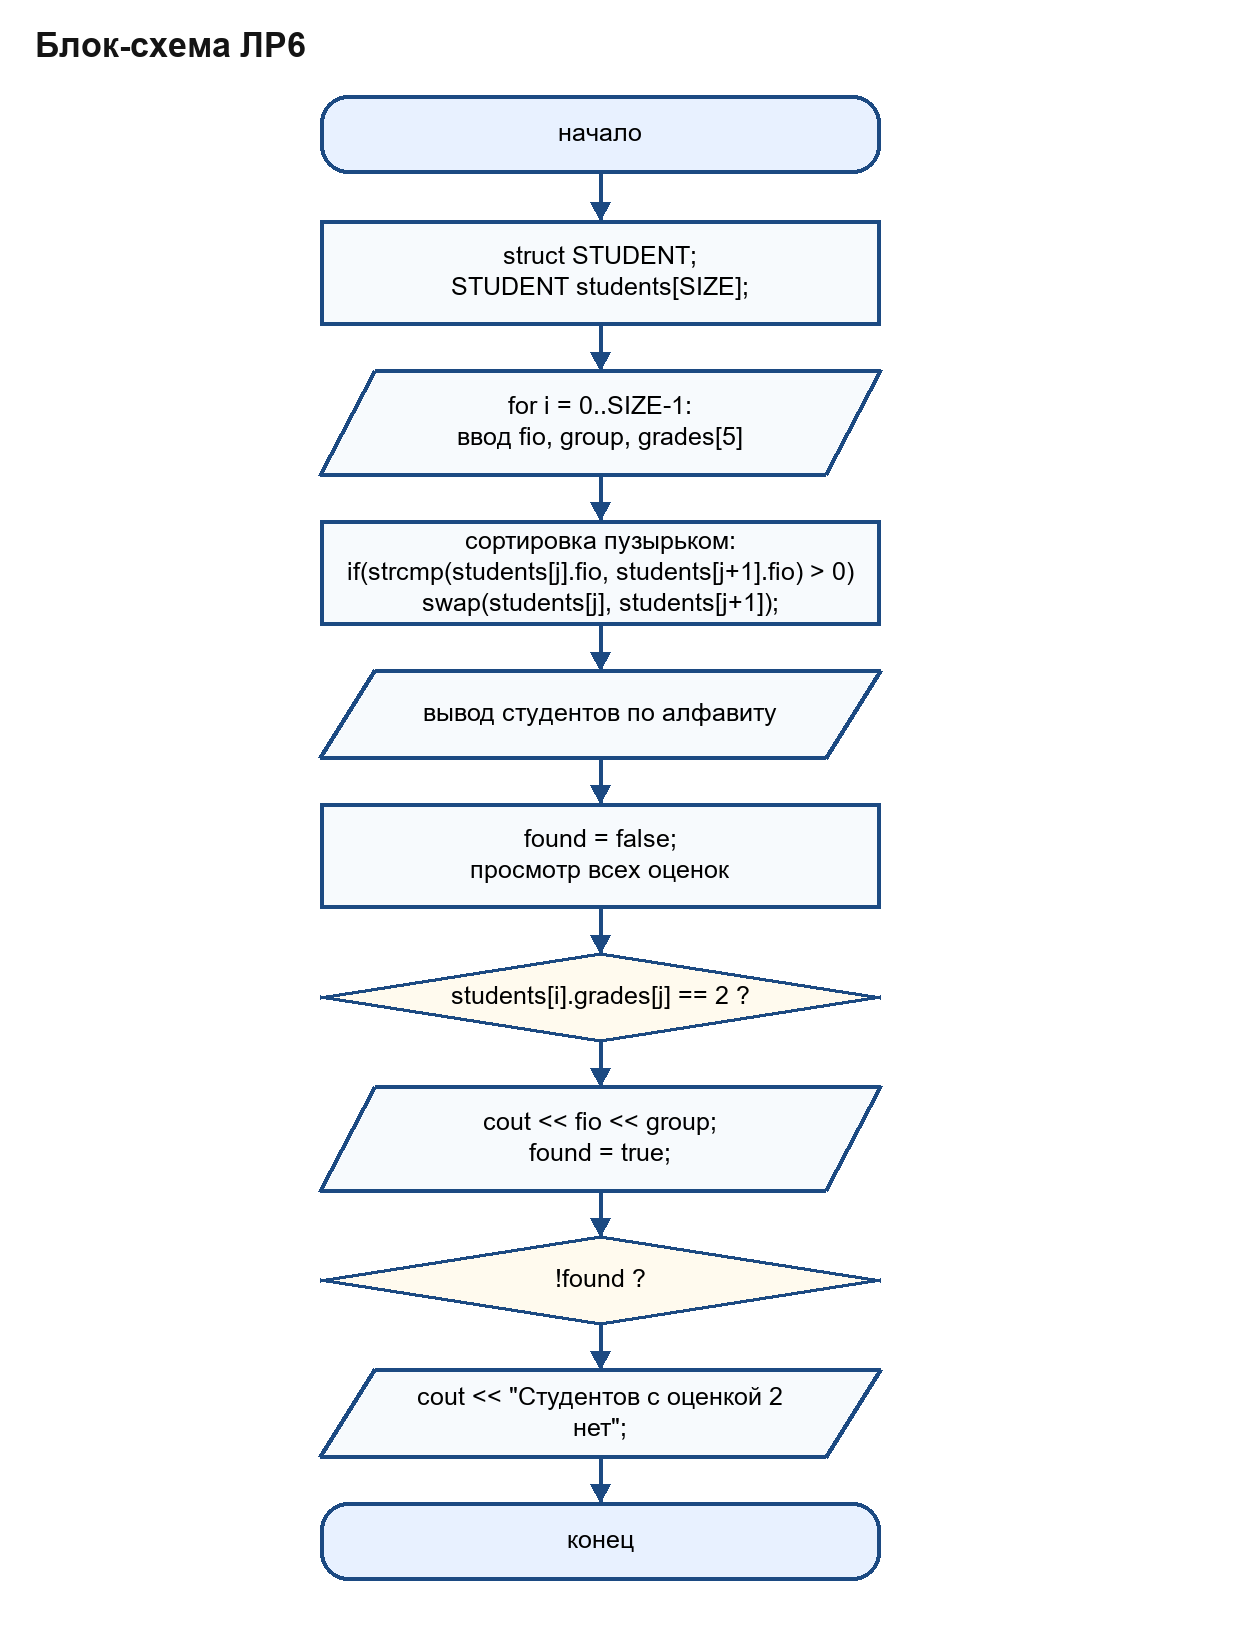 Блок-схема ЛР6
начало
struct STUDENT;
STUDENT students[SIZE];
for i = 0..SIZE-1:
ввод fio, group, grades[5]
сортировка пузырьком:
if(strcmp(students[j].fio, students[j+1].fio) > 0)
swap(students[j], students[j+1]);
вывод студентов по алфавиту
found = false;
просмотр всех оценок
students[i].grades[j] == 2 ?
cout << fio << group;
found = true;
!found ?
cout << "Студентов с оценкой 2
нет";
конец